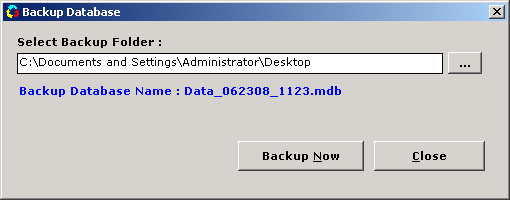 Backup Database
Select Backup Folder :
C:\Documents and Settings\Administrator\Desktop
...
Backup Database Name : Data_062308_1123.mdb
Backup Now
Close